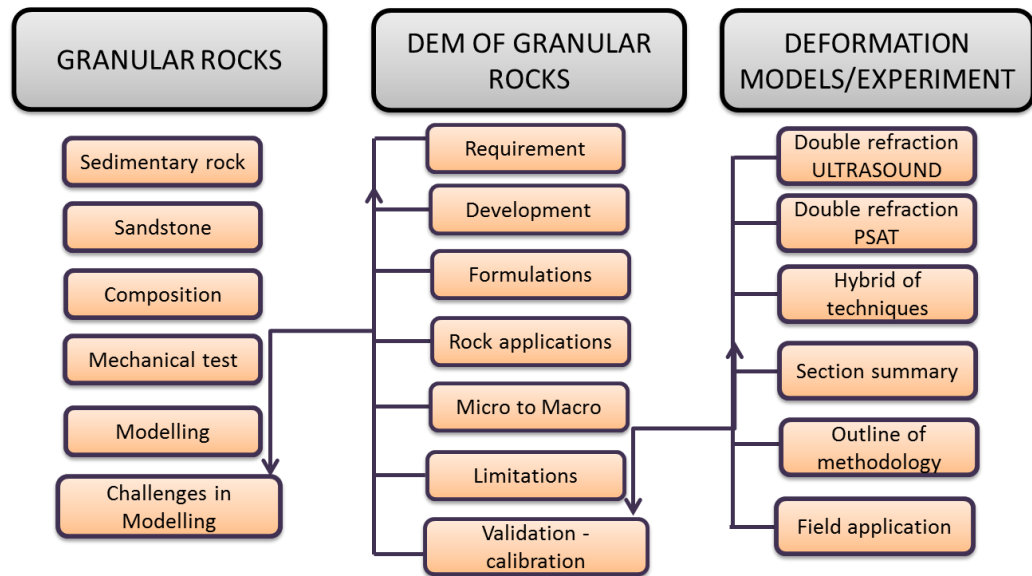 GRANULAR ROCKS
Sedimentary rock
Sandstone
Composition
Mechanical test
Modelling
Challenges in
Modelling
DEM OF GRANULAR
ROCKS
Requirement
Development
Formulations
Rock applications
Micro to Macro
Limitations
Validation -
calibration
DEFORMATION
MODELS/EXPERIMENT
Double refraction
ULTRASOUND
Double refraction
PSAT
Hybrid of
techniques
Section summary
Outline of
methodology
Field application